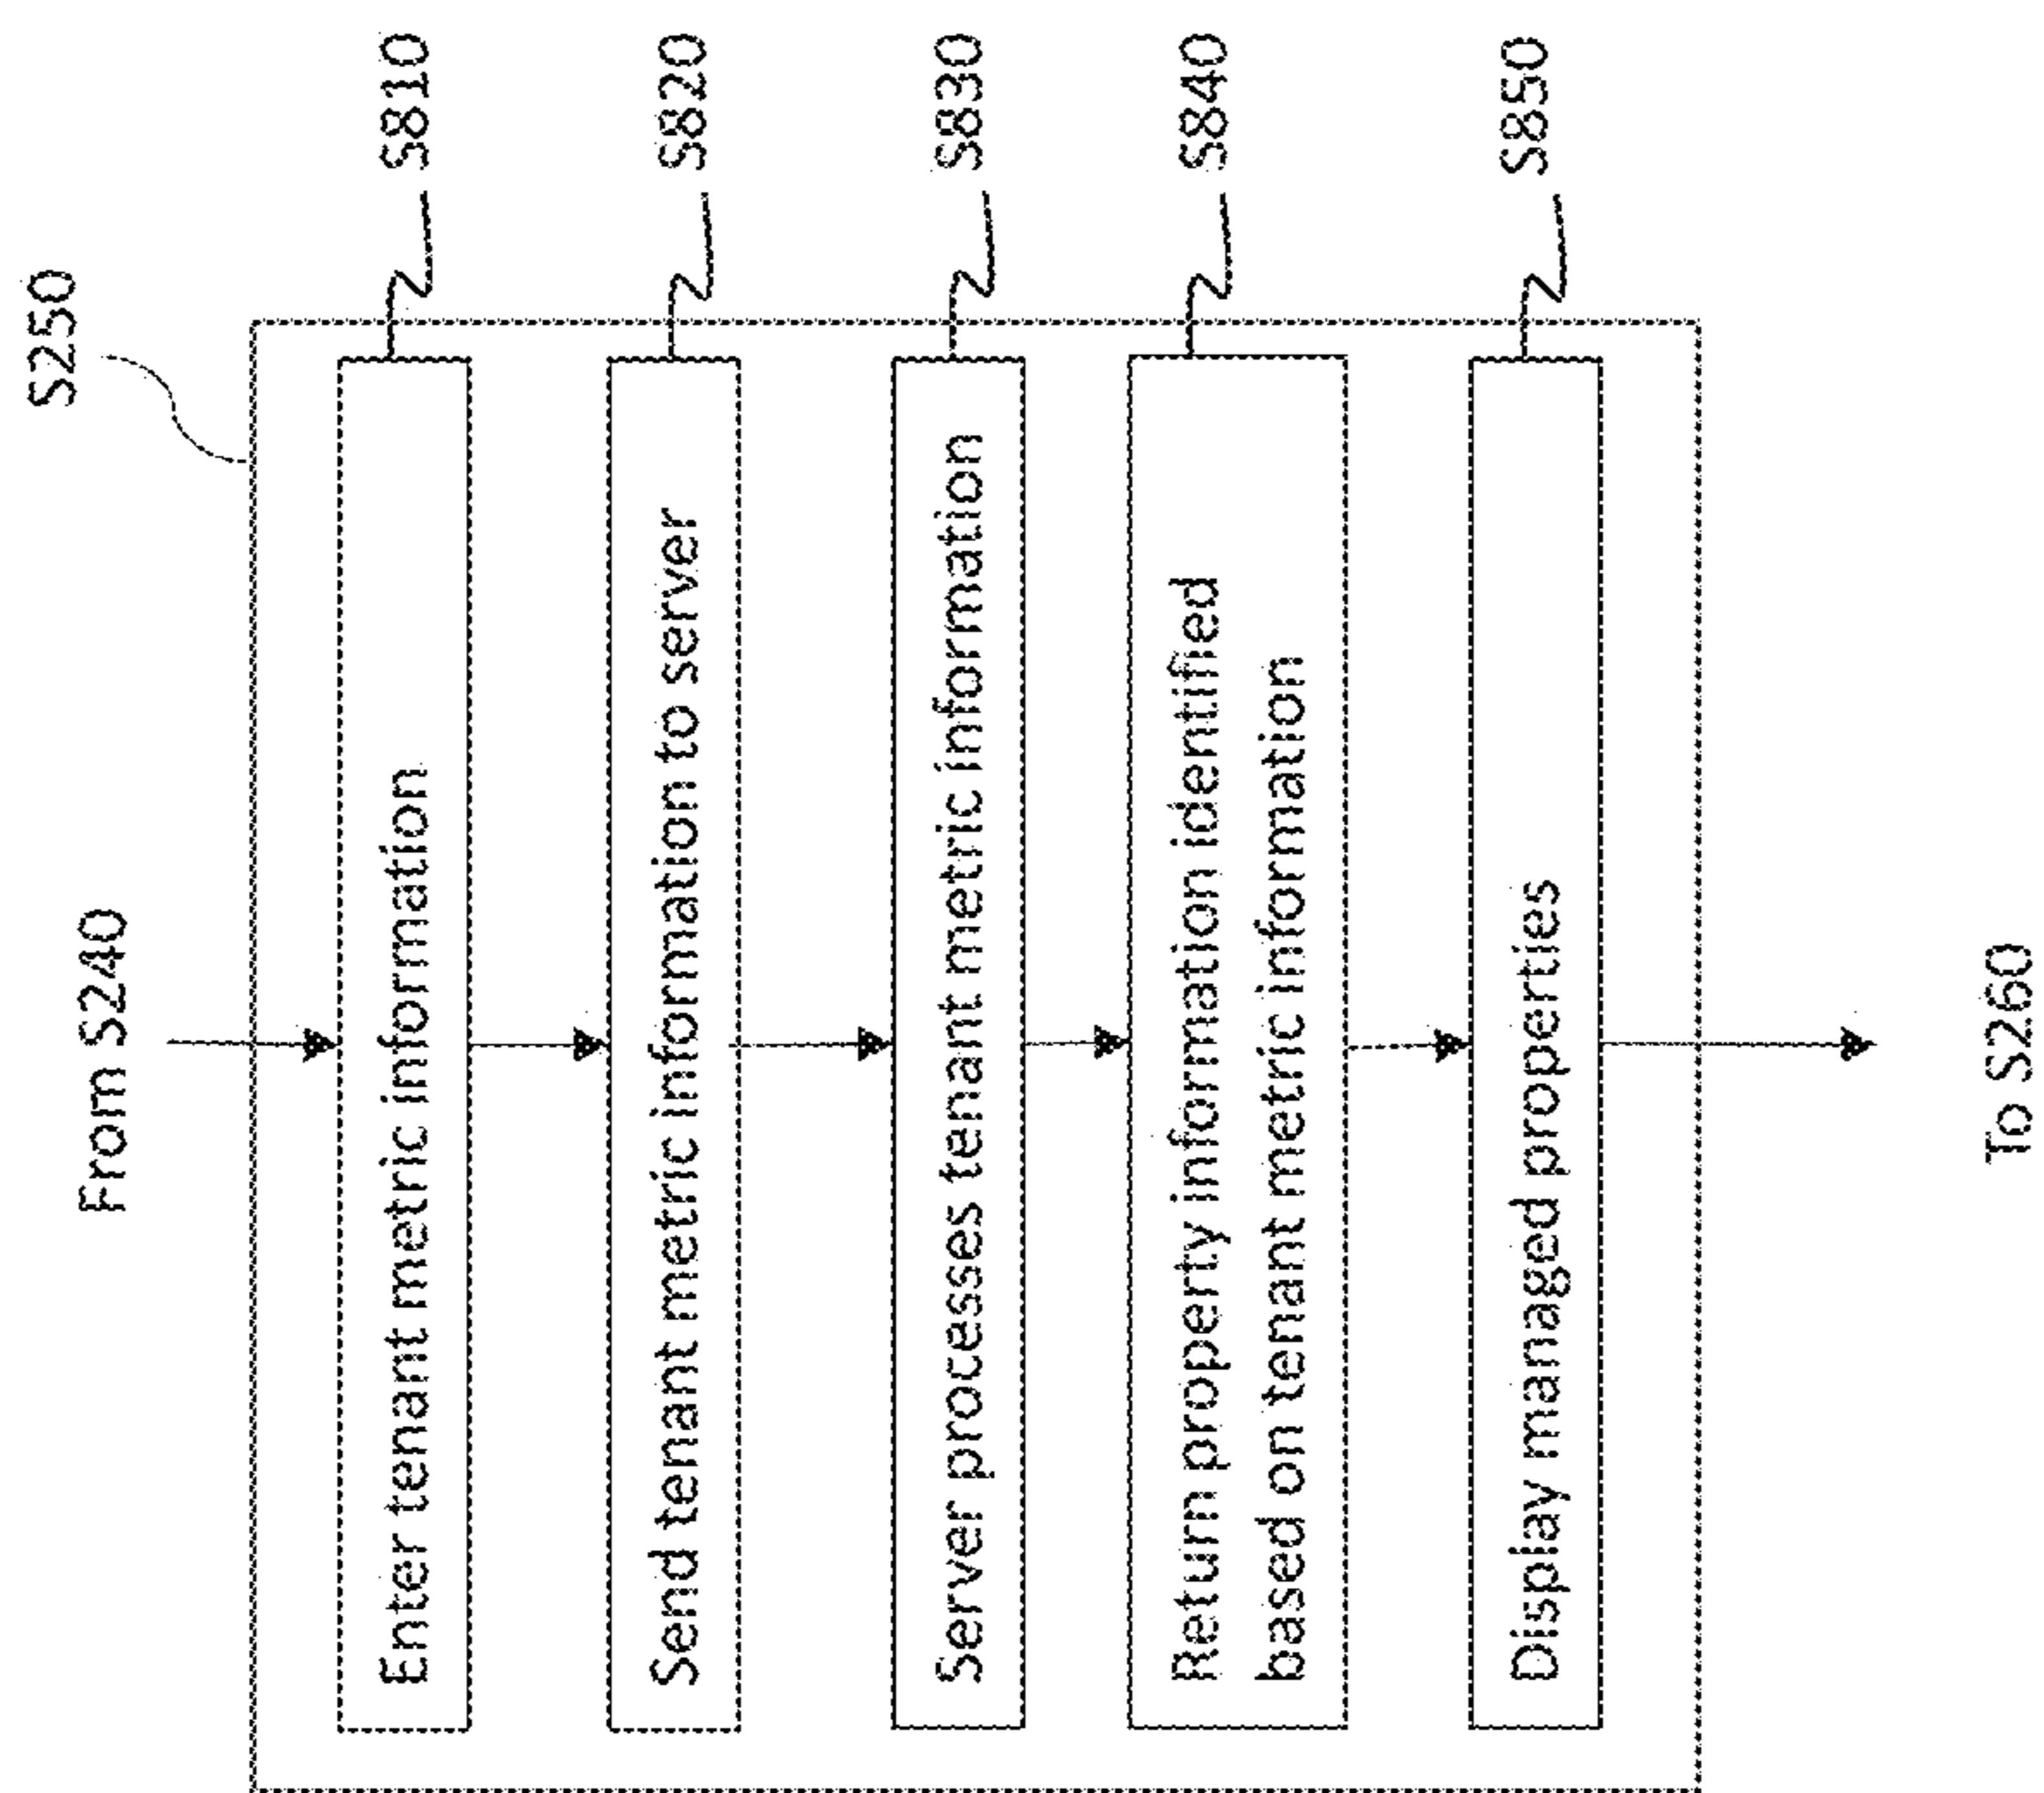 From S240
S250
Enter tenant metric information
S810
Send tenant metric information to server
S820
Server processes tenant metric information
S830
Return property information identified
based on tenant metric information
S840
Display managed properties
S850
To S260